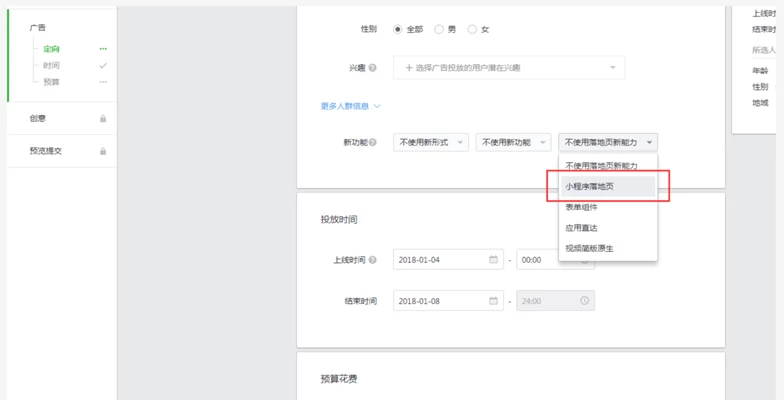 广告
定向
时间
预算
创意
预览提交
性别
全部
男
女
兴趣
+ 选择广告投放的用户潜在兴趣
更多人群信息
新功能
不使用新形式
不使用新功能
不使用落地页新能力
不使用落地页新能力
小程序落地页
表单组件
应用直达
视频简版原生
投放时间
上线时间
2018-01-04
-
00:00
结束时间
2018-01-08
-
24:00
预算花费
上线时
结束时
所选人
年龄
性别
地域